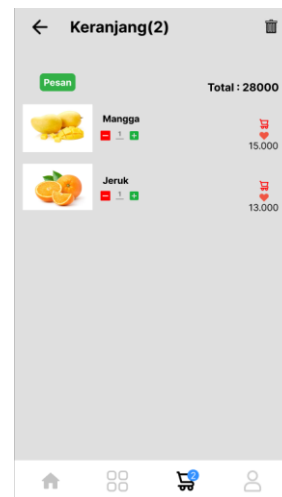 Keranjang(2)
Pesan
Total : 28000
Mangga
1
15.000
Jeruk
1
13.000
2